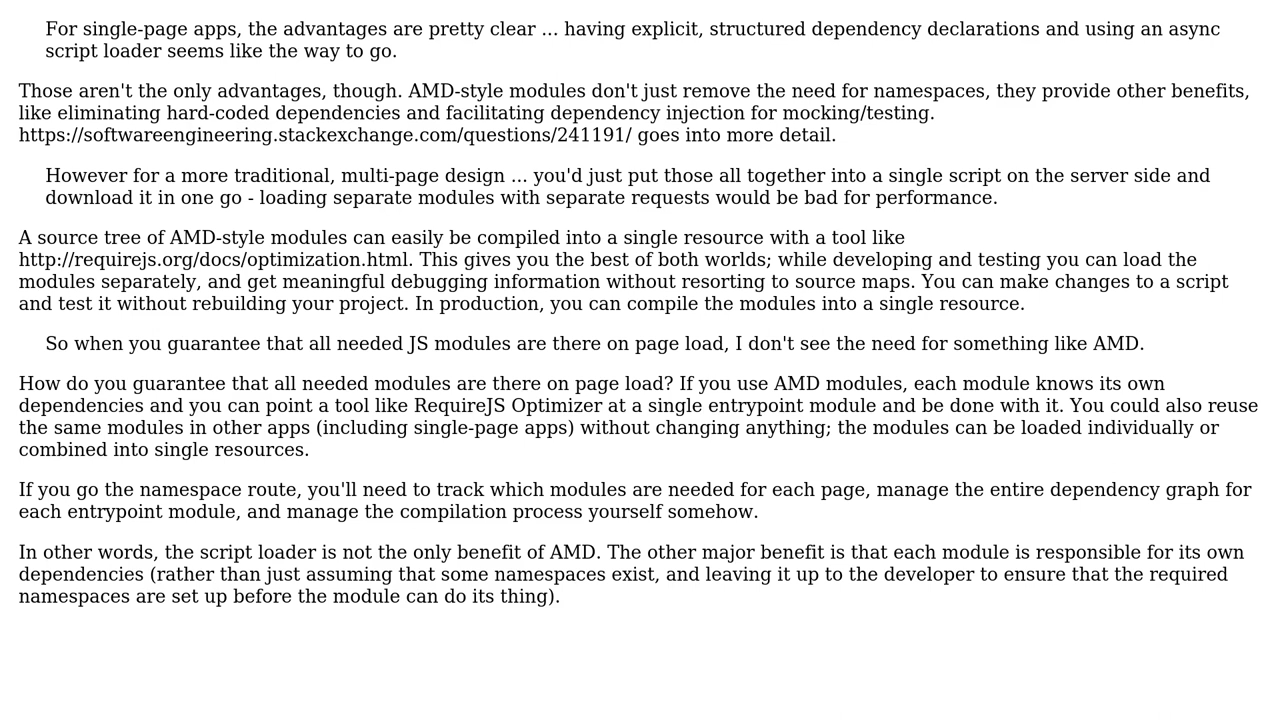 For single-page apps, the advantages are pretty clear ... having explicit, structured dependency declarations and using an async
script loader seems like the way to go.
Those aren't the only advantages, though. AMD-style modules don't just remove the need for namespaces, they provide other benefits,
like eliminating hard-coded dependencies and facilitating dependency injection for mocking/testing.
https://softwareengineering.stackexchange.com/questions/241191/ goes into more detail.
However for a more traditional, multi-page design ... you'd just put those all together into a single script on the server side and
download it in one go - loading separate modules with separate requests would be bad for performance.
A source tree of AMD-style modules can easily be compiled into a single resource with a tool like
http://requirejs.org/docs/optimization.html. This gives you the best of both worlds; while developing and testing you can load the
modules separately, and get meaningful debugging information without resorting to source maps. You can make changes to a script
and test it without rebuilding your project. In production, you can compile the modules into a single resource.
So when you guarantee that all needed JS modules are there on page load, I don't see the need for something like AMD.
How do you guarantee that all needed modules are there on page load? If you use AMD modules, each module knows its own
dependencies and you can point a tool like RequireJS Optimizer at a single entrypoint module and be done with it. You could also reuse
the same modules in other apps (including single-page apps) without changing anything; the modules can be loaded individually or
combined into single resources.
If you go the namespace route, you'll need to track which modules are needed for each page, manage the entire dependency graph for
each entrypoint module, and manage the compilation process yourself somehow.
In other words, the script loader is not the only benefit of AMD. The other major benefit is that each module is responsible for its own
dependencies (rather than just assuming that some namespaces exist, and leaving it up to the developer to ensure that the required
namespaces are set up before the module can do its thing).